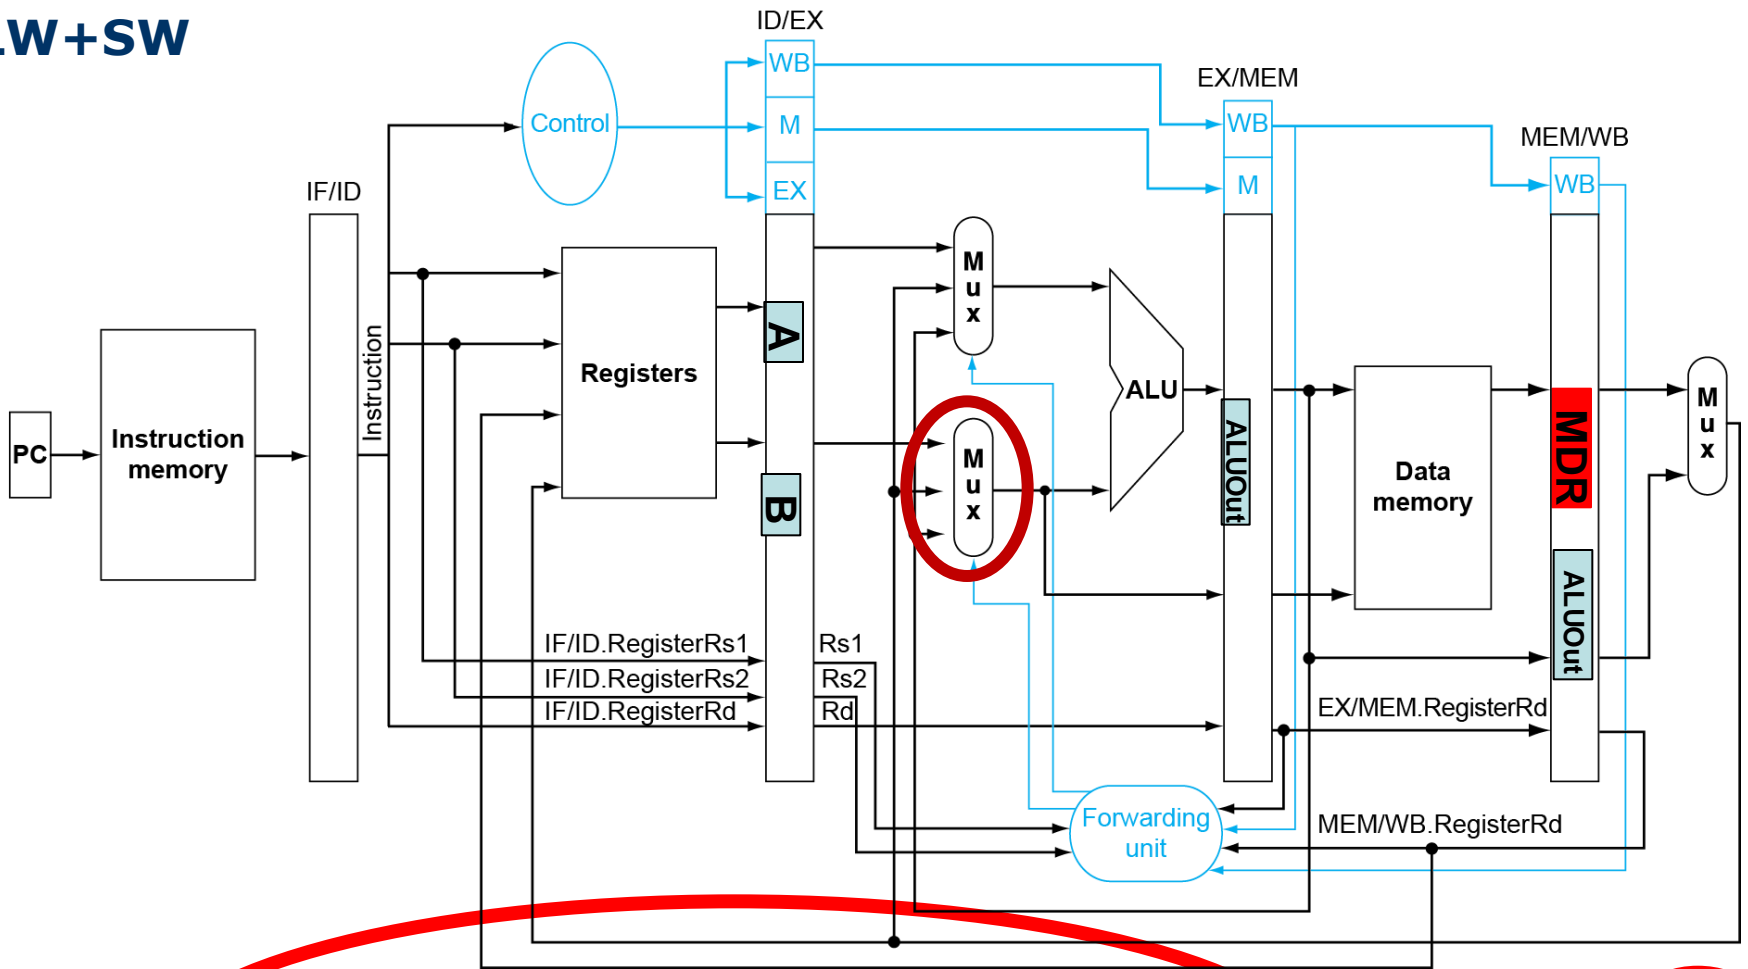 LW+SW
ID/EX
WB
EX/MEM
Control
M
WB
MEM/WB
IF/ID
EX
M
WB
M
u
x
A
Instruction
Registers
ALU
M
u
x
PC
Instruction
memory
M
u
x
ALUOut
MDR
Data
memory
B
ALUOut
IF/ID.RegisterRs1
Rs1
IF/ID.RegisterRs2
Rs2
IF/ID.RegisterRd
Rd
EX/MEM.RegisterRd
Forwarding
unit
MEM/WB.RegisterRd